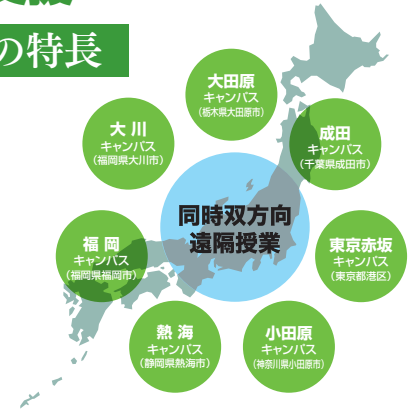 の特長
大田原
キャンパス
(栃木県大田原市)
大川
キャンパス
(福岡県大川市)
成田
キャンパス
(千葉県成田市)
同時双方向
遠隔授業
福岡
キャンパス
(福岡県福岡市)
東京赤坂
キャンパス
(東京都港区)
熱海
キャンパス
(静岡県熱海市)
小田原
キャンパス
(神奈川県小田原市)